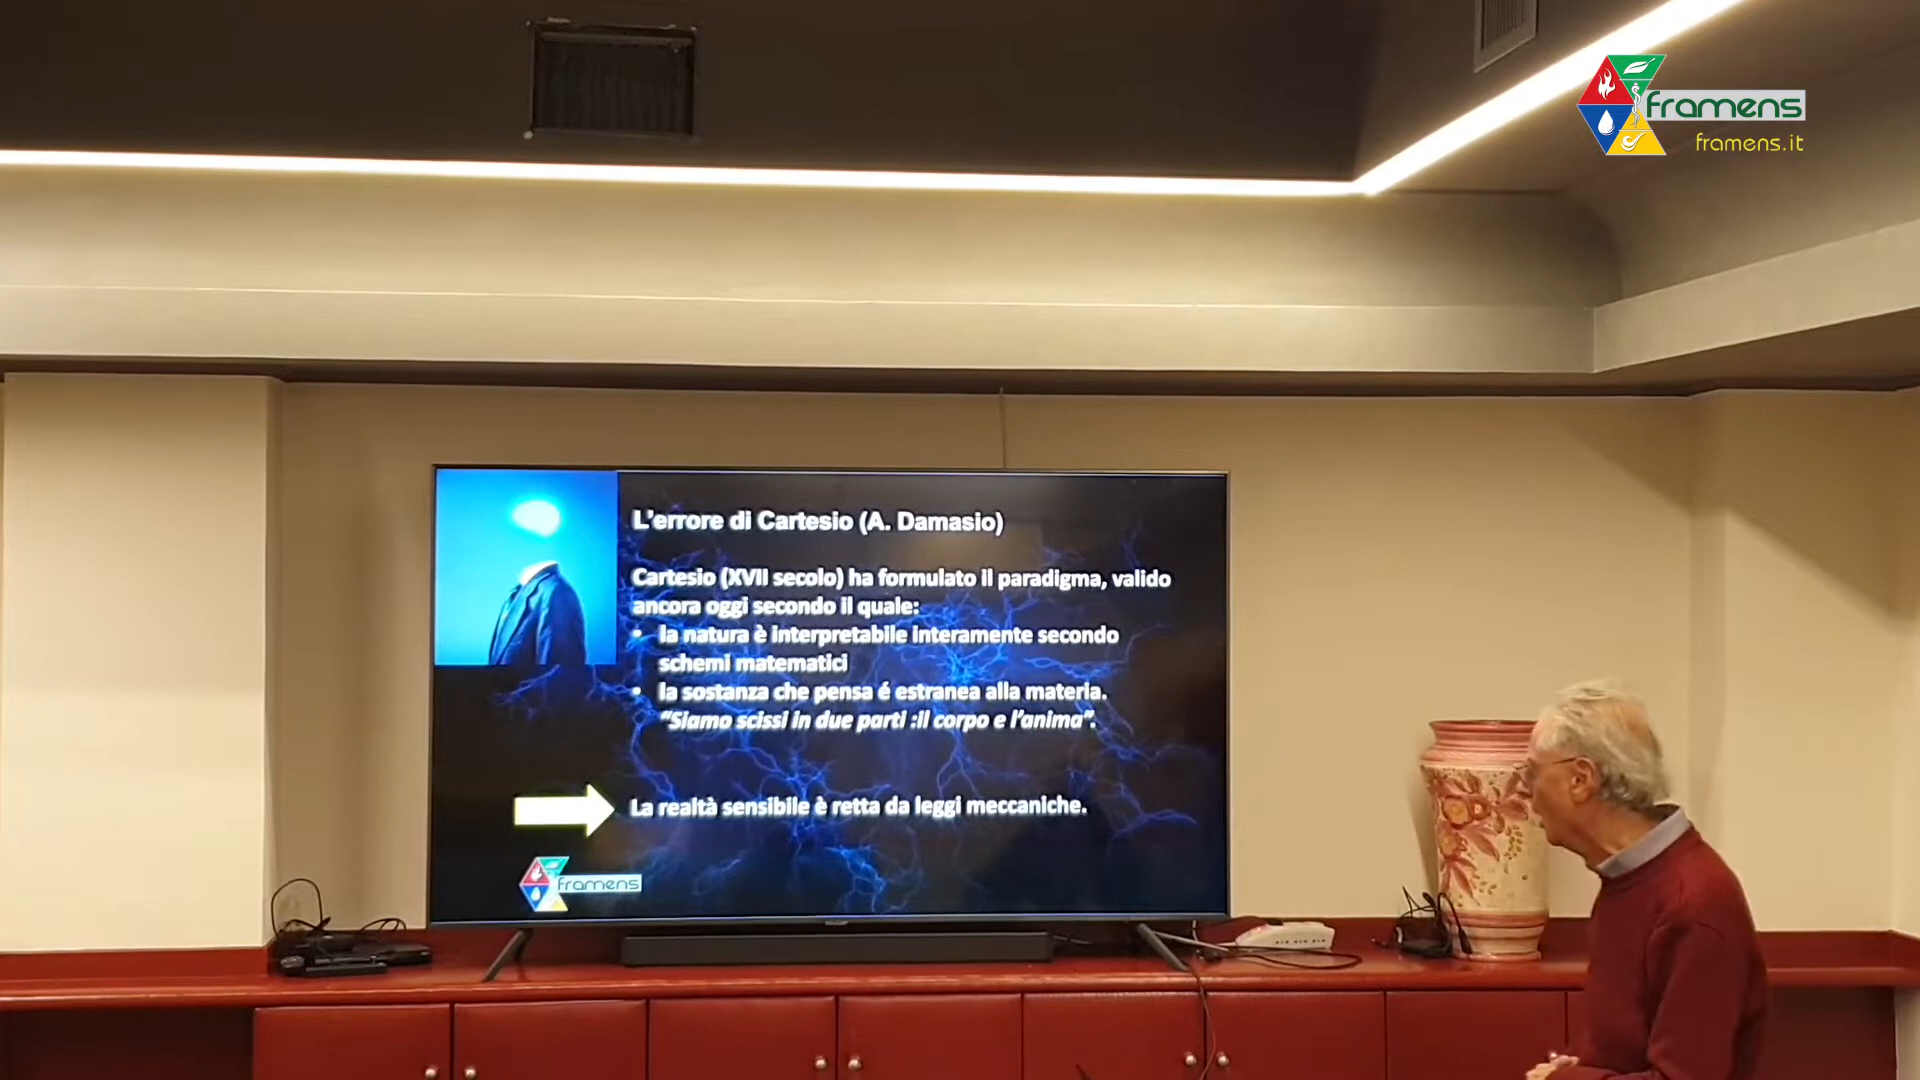 framens
framens.it
L'errore di Cartesio (A. Damasio)
Cartesio (XVII secolo) ha formulato il paradigma, valido
ancora oggi secondo il quale:
• la natura è interpretabile interamente secondo
schemi matematici
• la sostanza che pensa é estranea alla materia.
"Siamo scissi in due parti :il corpo e l'anima".
La realtà sensibile è retta da leggi meccaniche.
framens